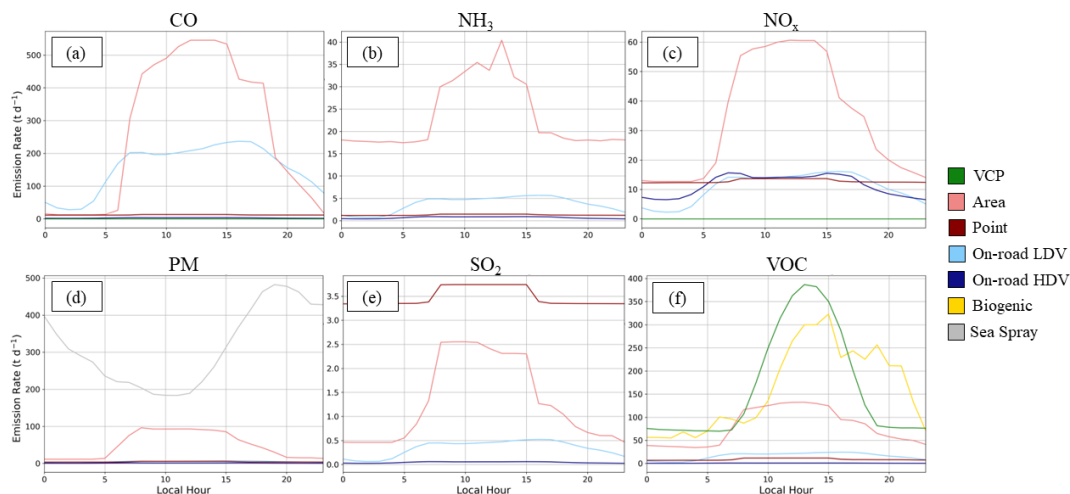 CO
NH₃
NOₓ
(a)
(b)
(c)
Emission Rate (t d⁻¹)
500
400
300
200
100
0
0 5 10 15 20
40
35
30
25
20
15
10
5
0
0 5 10 15 20
60
50
40
30
20
10
0
0 5 10 15 20
PM
SO₂
VOC
(d)
(e)
(f)
Emission Rate (t d⁻¹)
500
400
300
200
100
0
0 5 10 15 20
Local Hour
3.5
3.0
2.5
2.0
1.5
1.0
0.5
0.0
0 5 10 15 20
Local Hour
400
350
300
250
200
150
100
50
0
0 5 10 15 20
Local Hour
VCP
Area
Point
On-road LDV
On-road HDV
Biogenic
Sea Spray